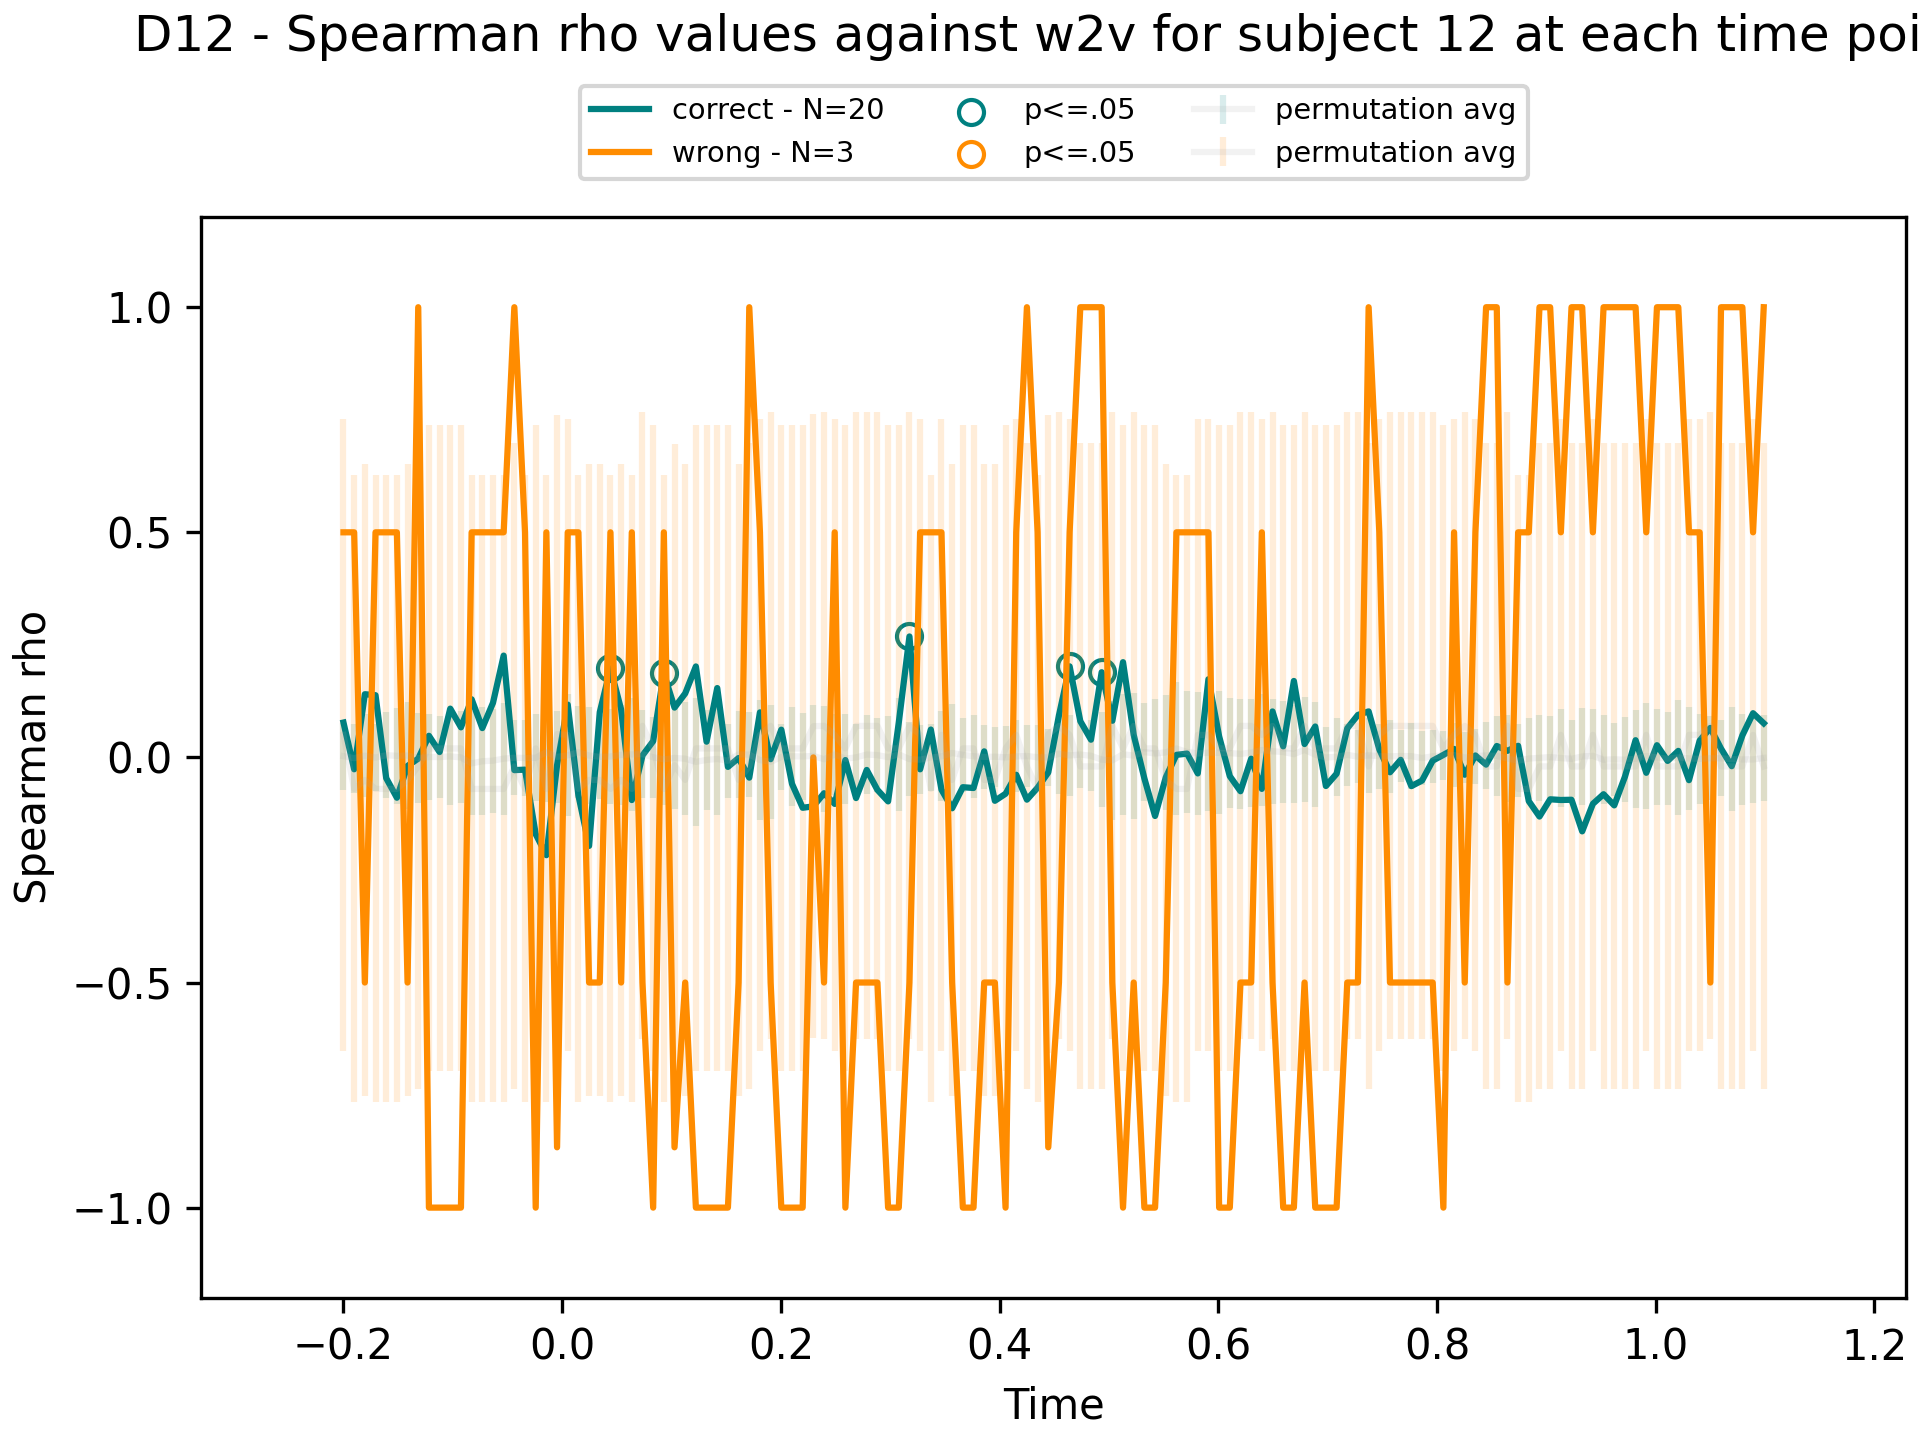 D12 - Spearman rho values against w2v for subject 12 at each time poi
correct - N=20 p<=.05 permutation avg
wrong - N=3 p<=.05 permutation avg
1.0
0.5
0.0
−0.5
−1.0
Spearman rho
−0.2 0.0 0.2 0.4 0.6 0.8 1.0 1.2
Time